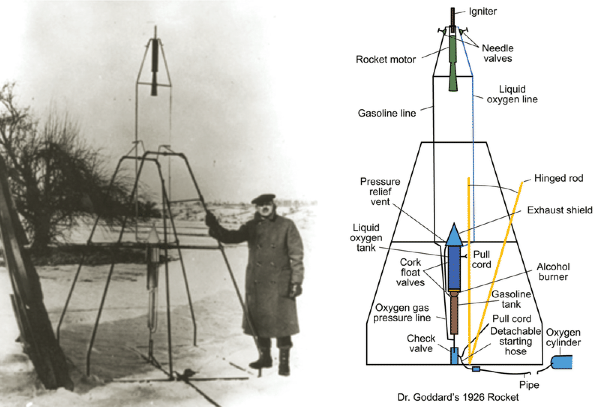 Igniter
Needle
valves
Rocket motor
Liquid
oxygen line
Gasoline line
Hinged rod
Pressure
relief
vent
Exhaust shield
Liquid
oxygen
tank
Pull
cord
Cork
float
valves
Alcohol
burner
Gasoline
tank
Oxygen gas
pressure line
Pull cord
Detachable
starting
hose
Oxygen
cylinder
Check
valve
Pipe
Dr. Goddard's 1926 Rocket